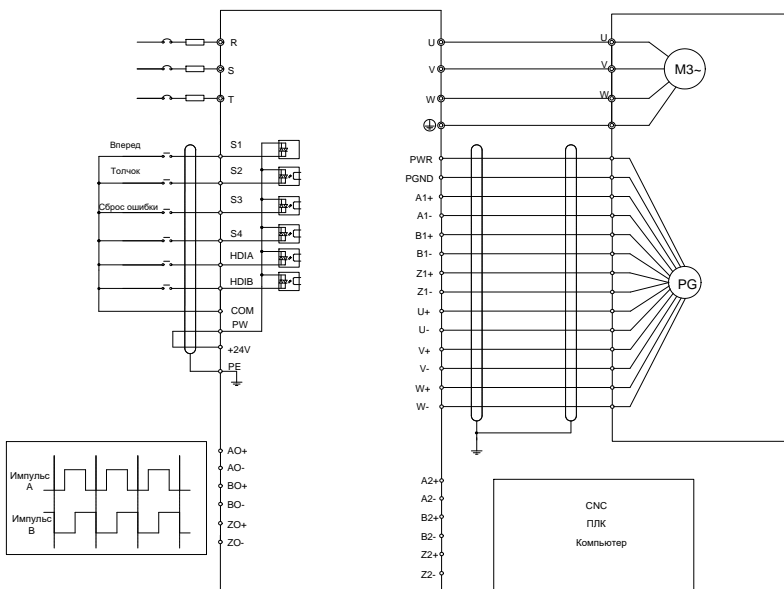 R
S
T
Вперед
Толчок
Сброс ошибки
S1
S2
S3
S4
HDIA
HDIB
COM
PW
+24V
PE
AO+
AO-
BO+
BO-
ZO+
ZO-
Импульс
A
Импульс
B
U
V
W
U
V
W
M3~
PWR
PGND
A1+
A1-
B1+
B1-
Z1+
Z1-
U+
U-
V+
V-
W+
W-
PG
A2+
A2-
B2+
B2-
Z2+
Z2-
CNC
ПЛК
Компьютер